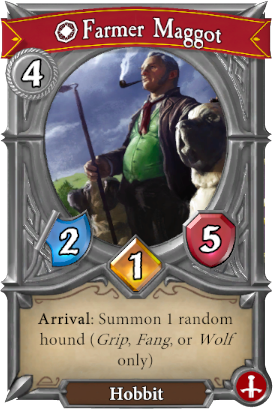 Farmer Maggot
4
2
1
5
Arrival: Summon 1 random
hound (Grip, Fang, or Wolf
only)
Hobbit